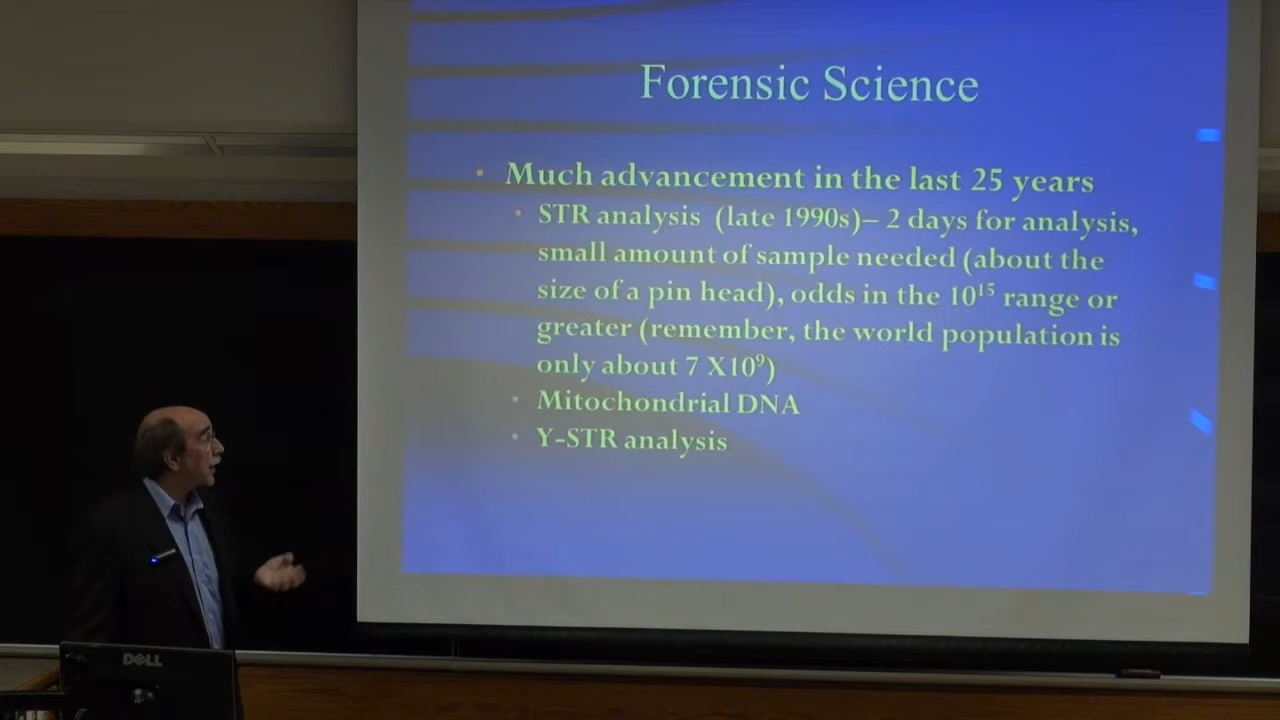 Forensic Science
• Much advancement in the last 25 years
• STR analysis (late 1990s)– 2 days for analysis,
small amount of sample needed (about the
size of a pin head), odds in the 10¹⁵ range or
greater (remember, the world population is
only about 7 X10⁹)
• Mitochondrial DNA
• Y-STR analysis
DELL